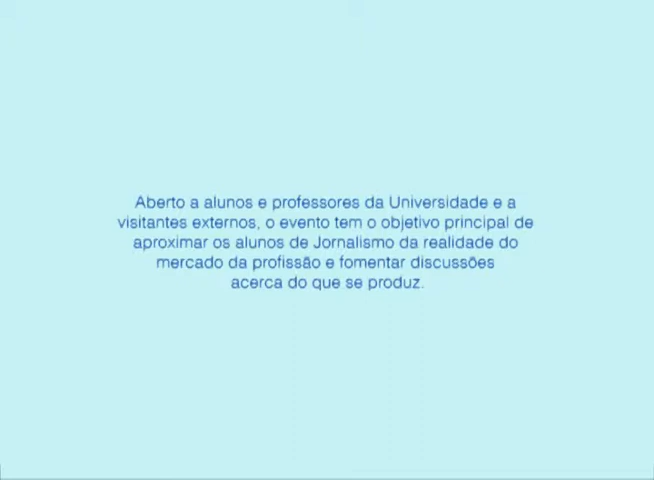 Aberto a alunos e professores da Universidade e a
visitantes externos, o evento tem o objetivo principal de
aproximar os alunos de Jornalismo da realidade do
mercado da profissão e fomentar discussões
acerca do que se produz.